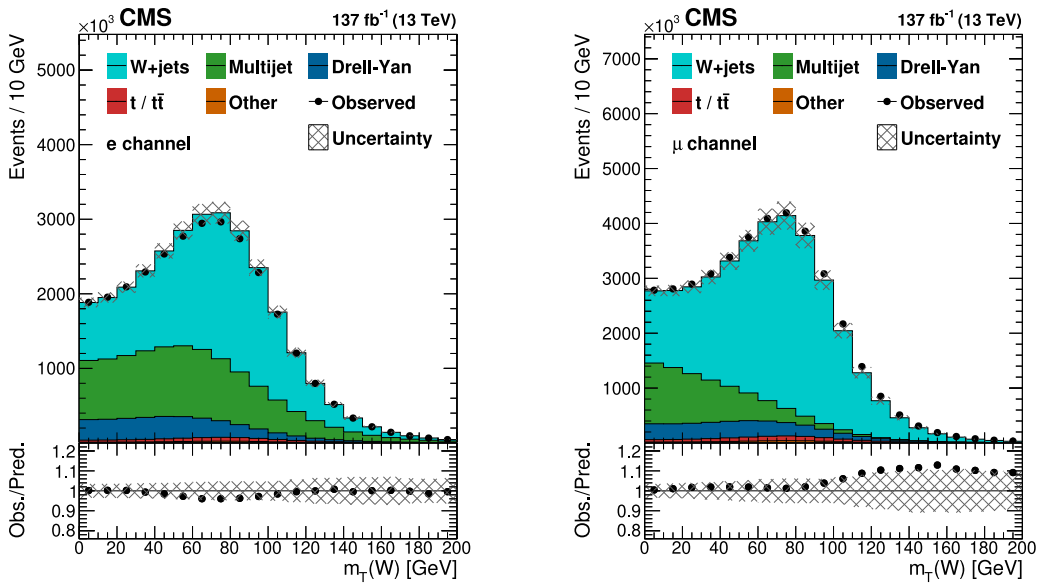 ×10³ CMS 137 fb⁻¹ (13 TeV)
Events / 10 GeV
5000
4000
3000
2000
1000
W+jets Multijet Drell-Yan
t / tt̄ Other Observed
e channel Uncertainty
Obs./Pred.
1.2
1.1
1
0.9
0.8
0 20 40 60 80 100 120 140 160 180 200
m_T(W) [GeV]
×10³ CMS 137 fb⁻¹ (13 TeV)
Events / 10 GeV
7000
6000
5000
4000
3000
2000
1000
W+jets Multijet Drell-Yan
t / tt̄ Other Observed
μ channel Uncertainty
Obs./Pred.
1.2
1.1
1
0.9
0.8
0 20 40 60 80 100 120 140 160 180 200
m_T(W) [GeV]